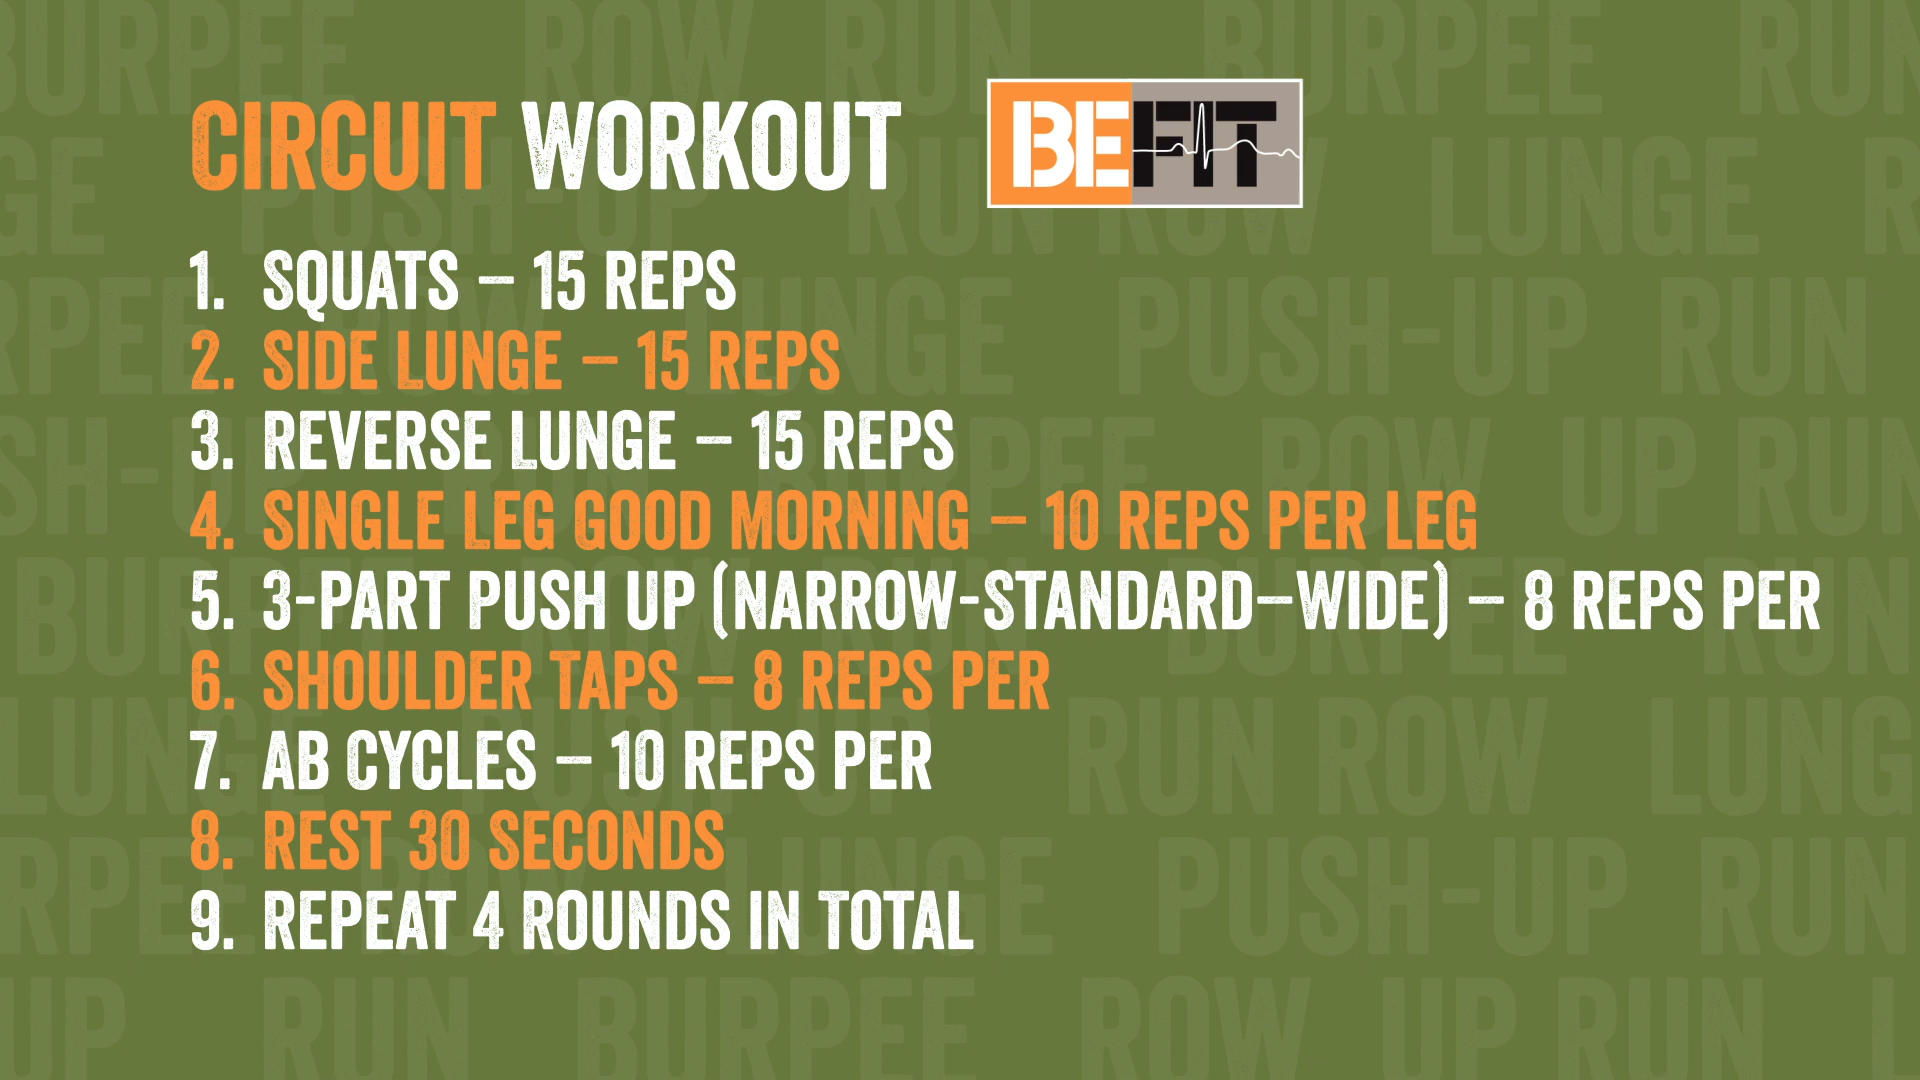 CIRCUIT WORKOUT BEFIT
1. SQUATS – 15 REPS
2. SIDE LUNGE – 15 REPS
3. REVERSE LUNGE – 15 REPS
4. SINGLE LEG GOOD MORNING – 10 REPS PER LEG
5. 3-PART PUSH UP (NARROW-STANDARD–WIDE) – 8 REPS PER
6. SHOULDER TAPS – 8 REPS PER
7. AB CYCLES – 10 REPS PER
8. REST 30 SECONDS
9. REPEAT 4 ROUNDS IN TOTAL